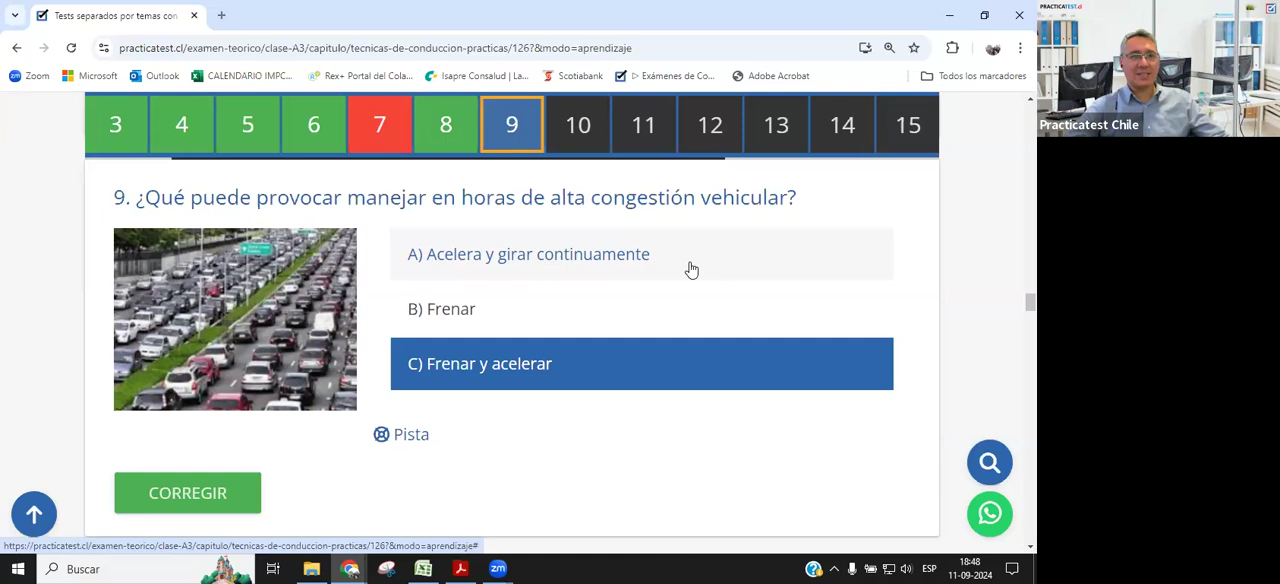 Tests separados por temas con
practicatest.cl/examen-teorico/clase-A3/capitulo/tecnicas-de-conduccion-practicas/126?&modo=aprendizaje
Zoom
Microsoft
Outlook
CALENDARIO IMPC...
Rex+ Portal del Cola...
Isapre Consalud | La...
Scotiabank
▷ Exámenes de Co...
Adobe Acrobat
Todos los marcadores
PRACTICATEST.cl
Practicatest Chile
3 4 5 6 7 8 9 10 11 12 13 14 15
9. ¿Qué puede provocar manejar en horas de alta congestión vehicular?
A) Acelera y girar continuamente
B) Frenar
C) Frenar y acelerar
Pista
CORREGIR
https://practicatest.cl/examen-teorico/clase-A3/capitulo/tecnicas-de-conduccion-practicas/126?&modo=aprendizaje#
Buscar
zm
ESP
18:48
11-09-2024